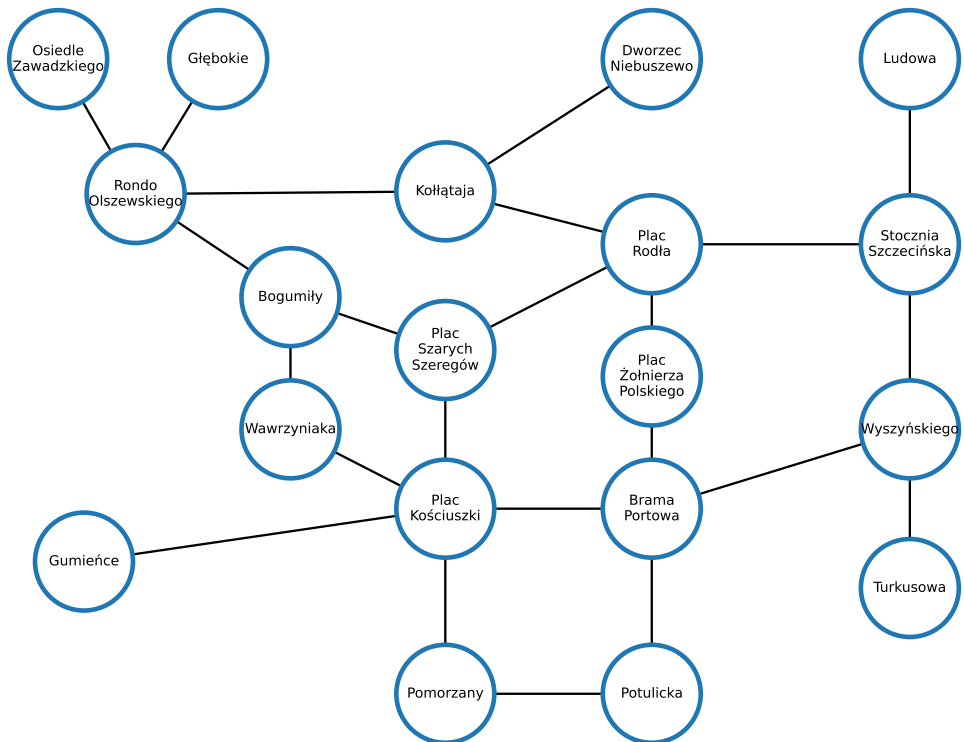 Osiedle
Zawadzkiego
Głębokie
Dworzec
Niebuszewo
Ludowa
Rondo
Olszewskiego
Kołłątaja
Plac
Rodła
Stocznia
Szczecińska
Bogumiły
Plac
Szarych
Szeregów
Plac
Żołnierza
Polskiego
Wawrzyniaka
Wyszyńskiego
Plac
Kościuszki
Brama
Portowa
Gumieńce
Turkusowa
Pomorzany
Potulicka